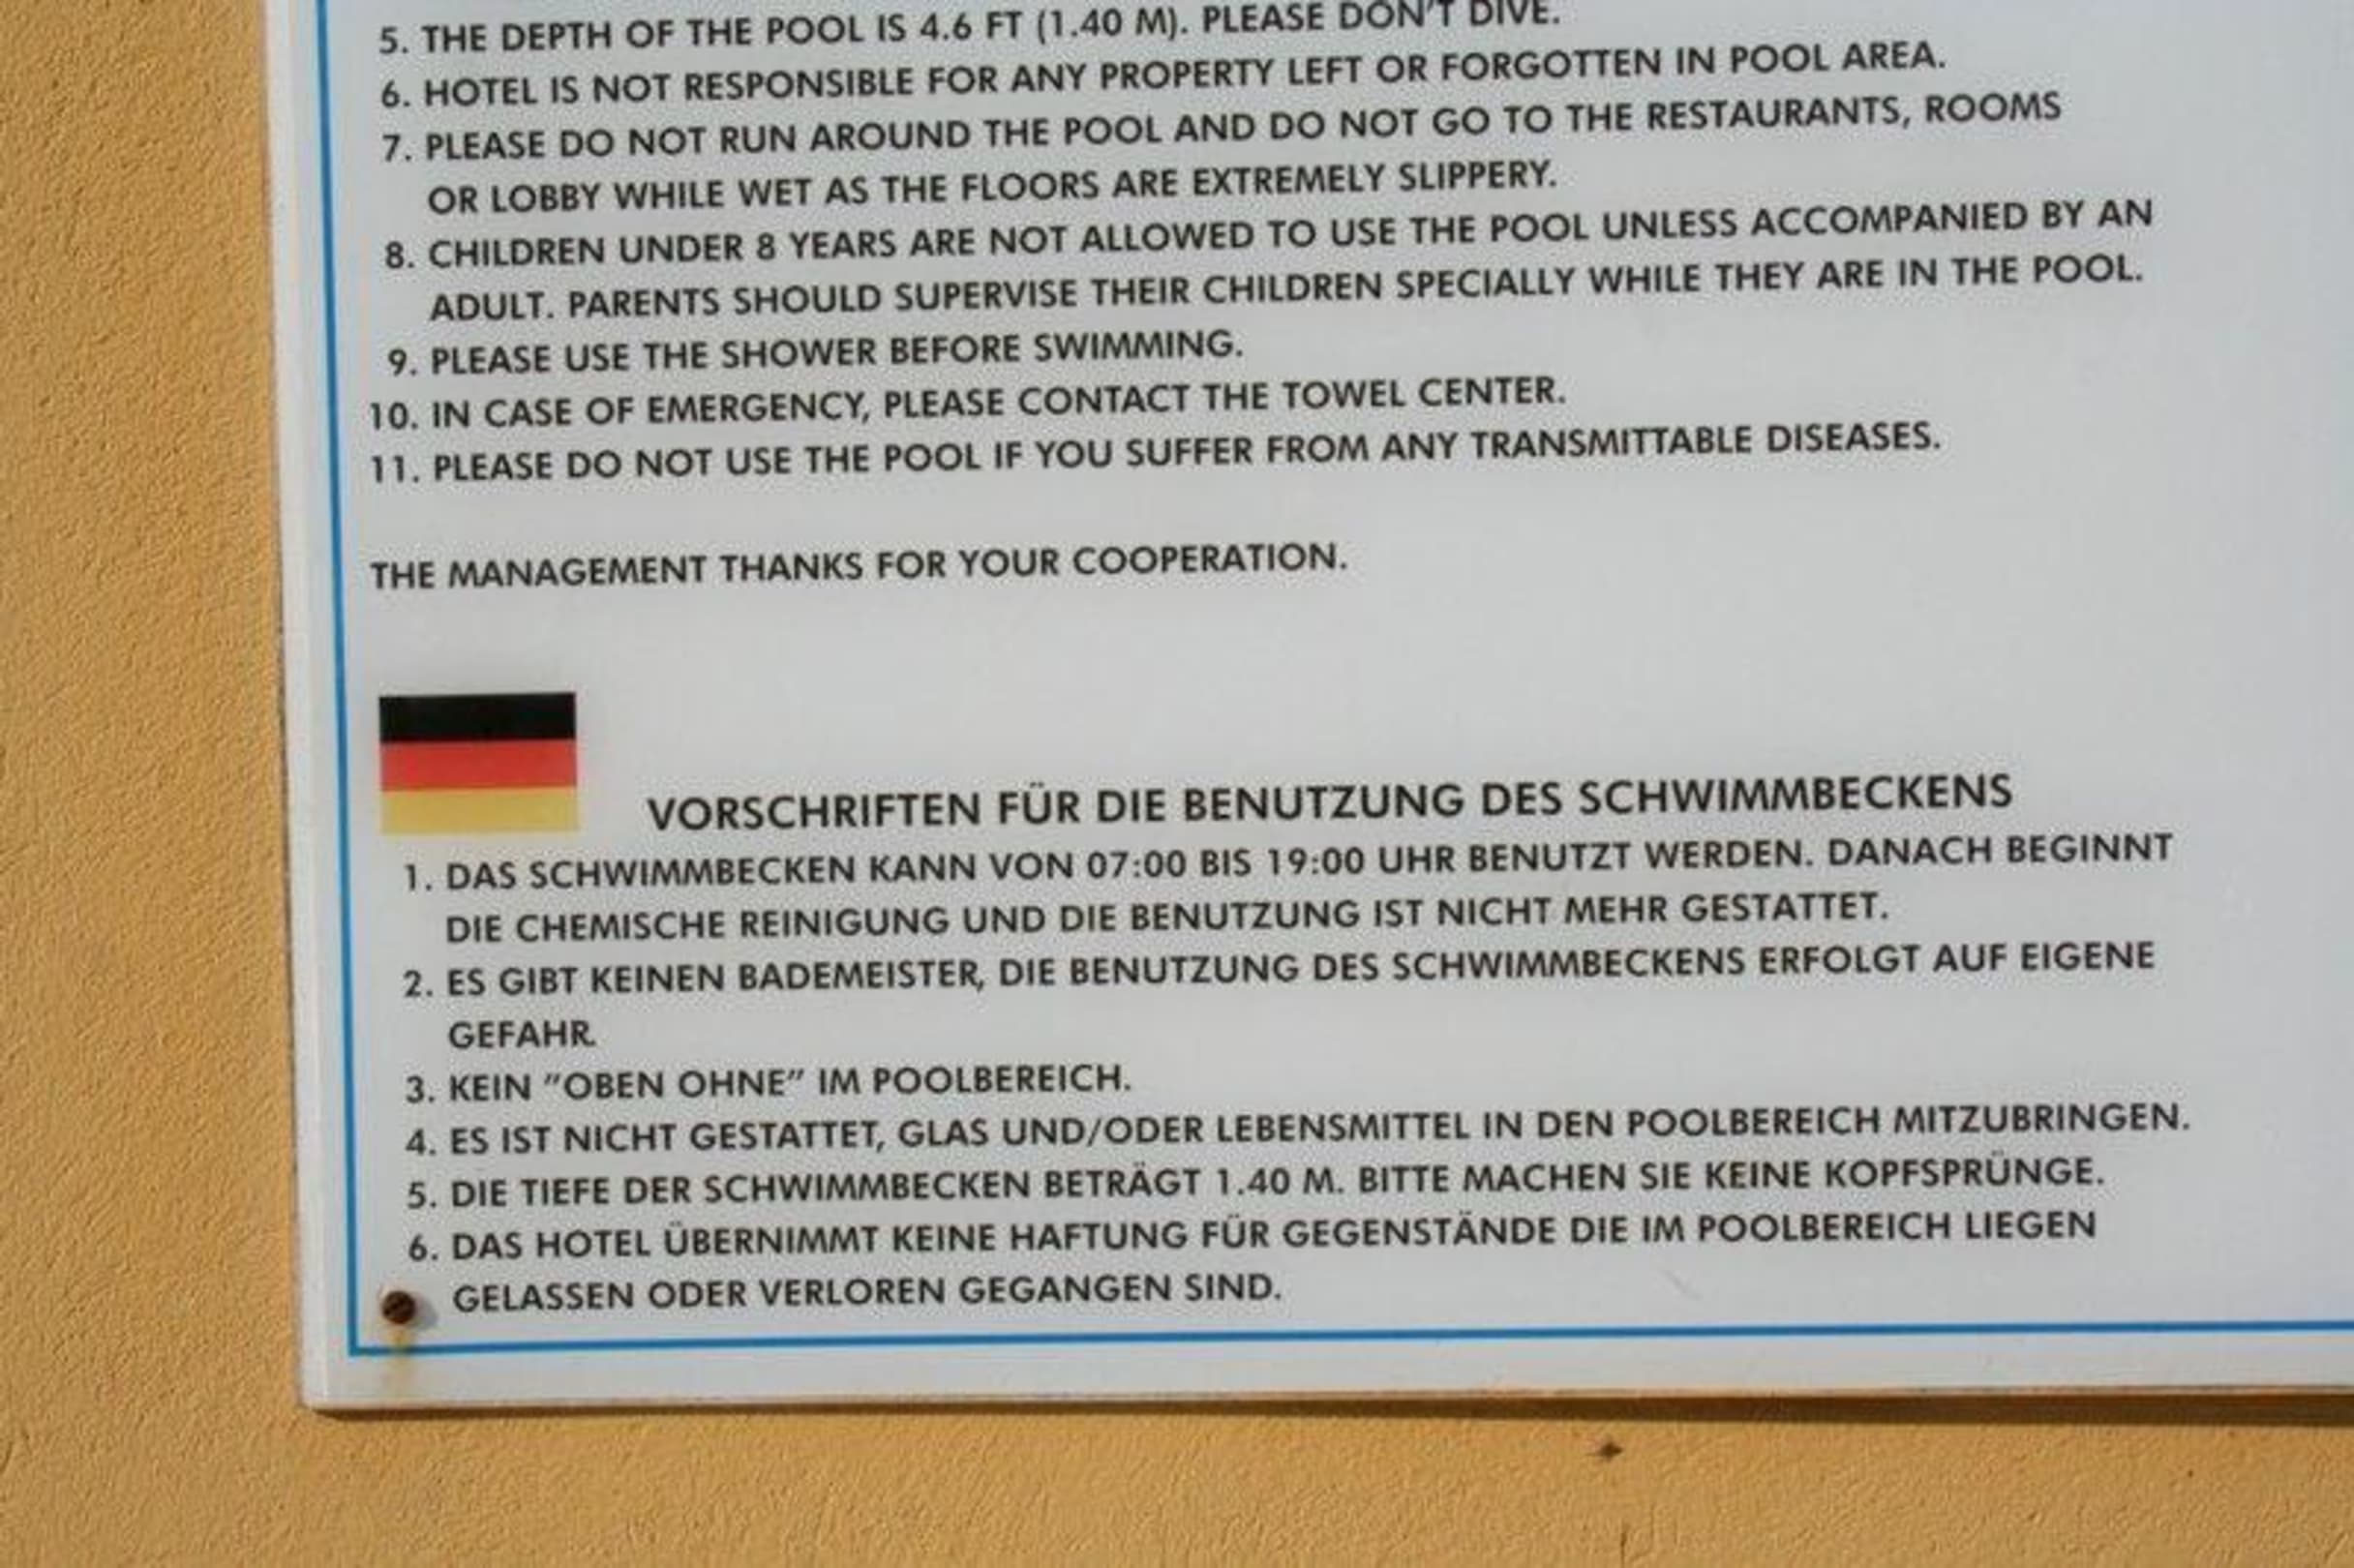 5. THE DEPTH OF THE POOL IS 4.6 FT (1.40 M). PLEASE DON'T DIVE.
6. HOTEL IS NOT RESPONSIBLE FOR ANY PROPERTY LEFT OR FORGOTTEN IN POOL AREA.
7. PLEASE DO NOT RUN AROUND THE POOL AND DO NOT GO TO THE RESTAURANTS, ROOMS
OR LOBBY WHILE WET AS THE FLOORS ARE EXTREMELY SLIPPERY.
8. CHILDREN UNDER 8 YEARS ARE NOT ALLOWED TO USE THE POOL UNLESS ACCOMPANIED BY AN
ADULT. PARENTS SHOULD SUPERVISE THEIR CHILDREN SPECIALLY WHILE THEY ARE IN THE POOL.
9. PLEASE USE THE SHOWER BEFORE SWIMMING.
10. IN CASE OF EMERGENCY, PLEASE CONTACT THE TOWEL CENTER.
11. PLEASE DO NOT USE THE POOL IF YOU SUFFER FROM ANY TRANSMITTABLE DISEASES.
THE MANAGEMENT THANKS FOR YOUR COOPERATION.
VORSCHRIFTEN FÜR DIE BENUTZUNG DES SCHWIMMBECKENS
1. DAS SCHWIMMBECKEN KANN VON 07:00 BIS 19:00 UHR BENUTZT WERDEN. DANACH BEGINNT
DIE CHEMISCHE REINIGUNG UND DIE BENUTZUNG IST NICHT MEHR GESTATTET.
2. ES GIBT KEINEN BADEMEISTER, DIE BENUTZUNG DES SCHWIMMBECKENS ERFOLGT AUF EIGENE
GEFAHR.
3. KEIN "OBEN OHNE" IM POOLBEREICH.
4. ES IST NICHT GESTATTET, GLAS UND/ODER LEBENSMITTEL IN DEN POOLBEREICH MITZUBRINGEN.
5. DIE TIEFE DER SCHWIMMBECKEN BETRÄGT 1.40 M. BITTE MACHEN SIE KEINE KOPFSPRÜNGE.
6. DAS HOTEL ÜBERNIMMT KEINE HAFTUNG FÜR GEGENSTÄNDE DIE IM POOLBEREICH LIEGEN
GELASSEN ODER VERLOREN GEGANGEN SIND.